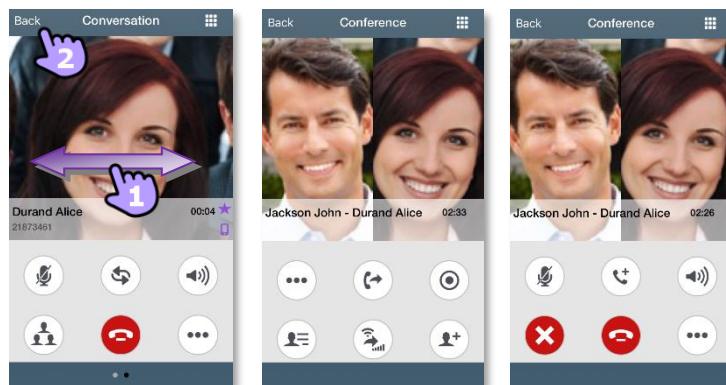 Back Conversation
2
1
Durand Alice 00:04
21873461
Back Conference
Jackson John - Durand Alice 02:33
Back Conference
Jackson John - Durand Alice 02:26